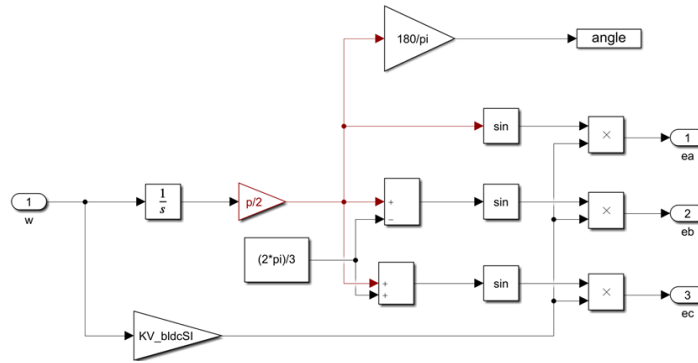 180/pi
angle
sin
×
1
ea
1
s
p/2
+
−
sin
×
2
eb
1
w
(2*pi)/3
+
+
sin
×
3
ec
KV_bldcSI